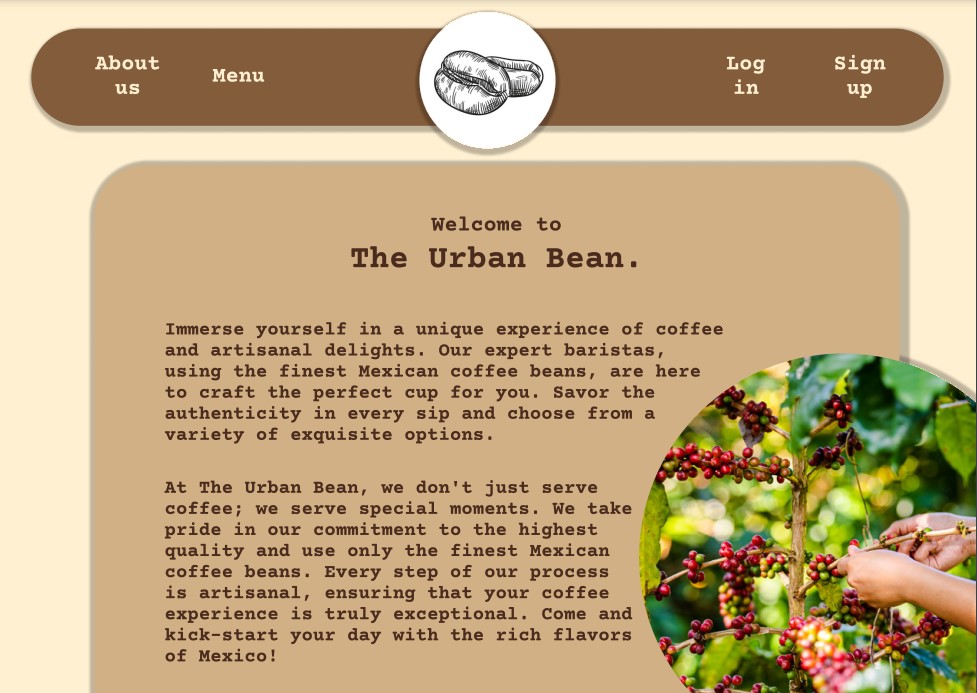 About
us
Menu
Log
in
Sign
up
Welcome to
The Urban Bean.
Immerse yourself in a unique experience of coffee
and artisanal delights. Our expert baristas,
using the finest Mexican coffee beans, are here
to craft the perfect cup for you. Savor the
authenticity in every sip and choose from a
variety of exquisite options.
At The Urban Bean, we don't just serve
coffee; we serve special moments. We take
pride in our commitment to the highest
quality and use only the finest Mexican
coffee beans. Every step of our process
is artisanal, ensuring that your coffee
experience is truly exceptional. Come and
kick-start your day with the rich flavors
of Mexico!